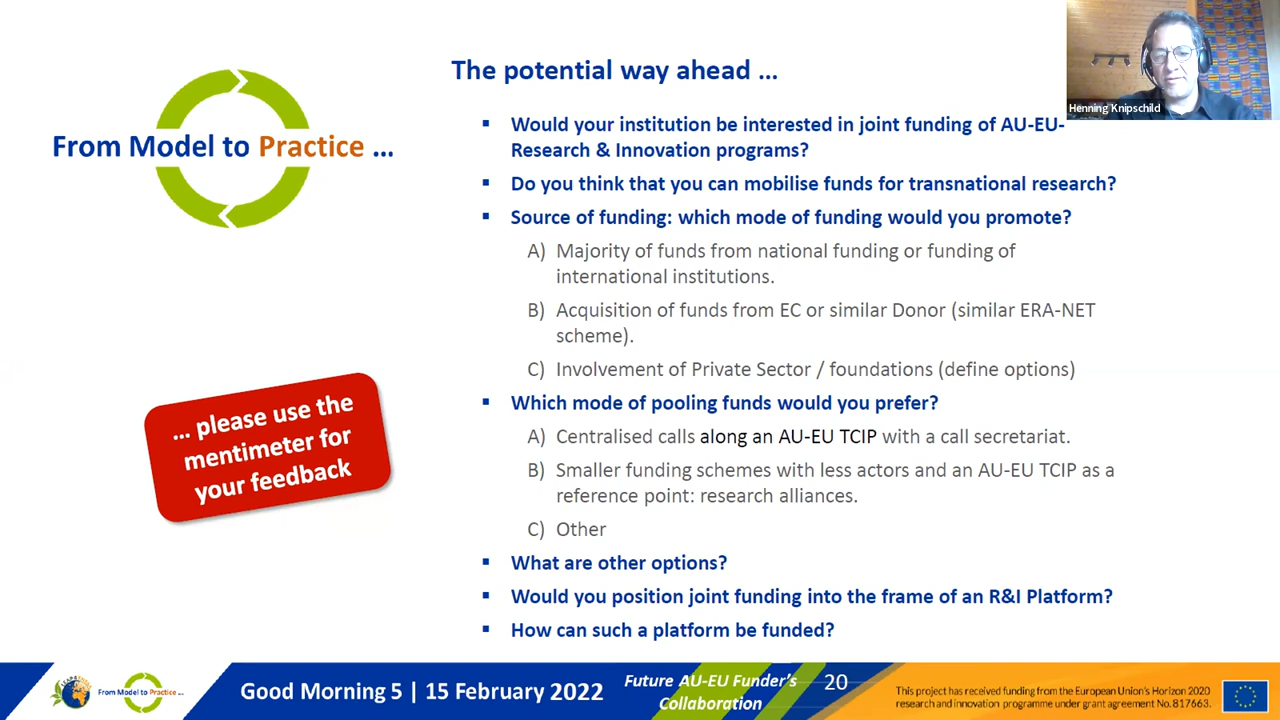 The potential way ahead …
Henning Knipschild
From Model to Practice …
▪ Would your institution be interested in joint funding of AU-EU-
Research & Innovation programs?
▪ Do you think that you can mobilise funds for transnational research?
▪ Source of funding: which mode of funding would you promote?
A) Majority of funds from national funding or funding of
international institutions.
B) Acquisition of funds from EC or similar Donor (similar ERA-NET
scheme).
C) Involvement of Private Sector / foundations (define options)
▪ Which mode of pooling funds would you prefer?
A) Centralised calls along an AU-EU TCIP with a call secretariat.
B) Smaller funding schemes with less actors and an AU-EU TCIP as a
reference point: research alliances.
C) Other
▪ What are other options?
▪ Would you position joint funding into the frame of an R&I Platform?
▪ How can such a platform be funded?
… please use the
mentimeter for
your feedback
From Model to Practice …
Good Morning 5 | 15 February 2022
Future AU-EU Funder's
Collaboration
20
This project has received funding from the European Union's Horizon 2020
research and innovation programme under grant agreement No. 817663.